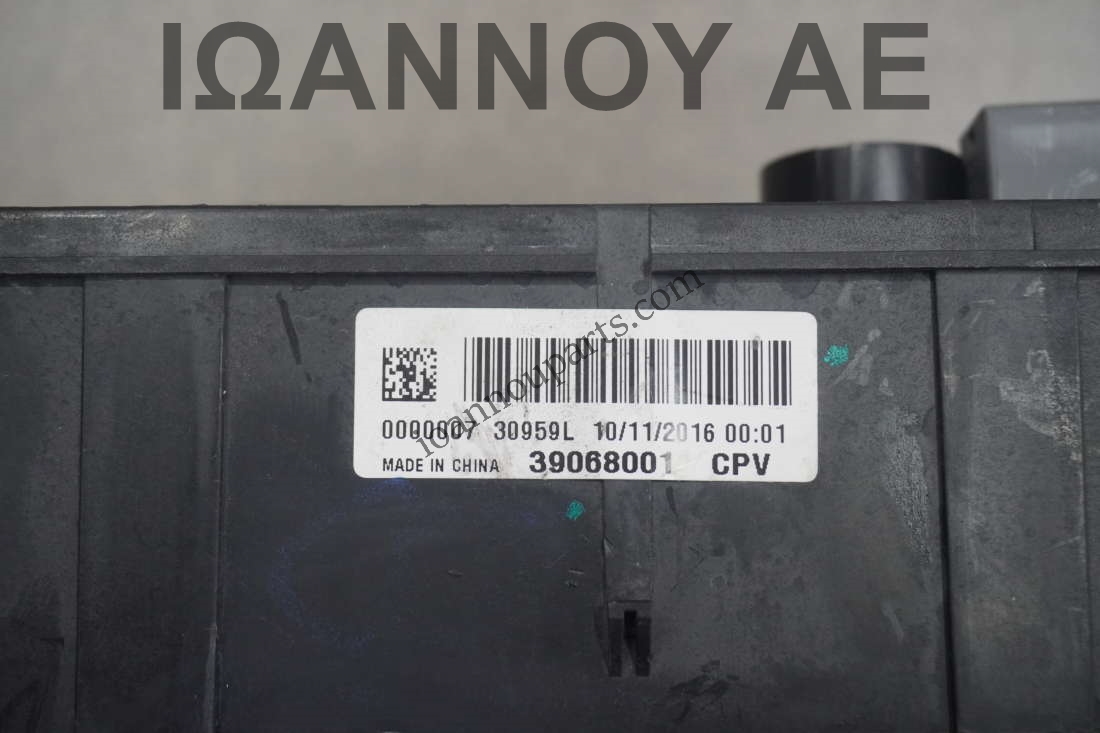 ΙΩΑΝΝΟΥ ΑΕ
ioannouparts.com
0000007 30959L 10/11/2016 00:01
MADE IN CHINA 39068001 CPV